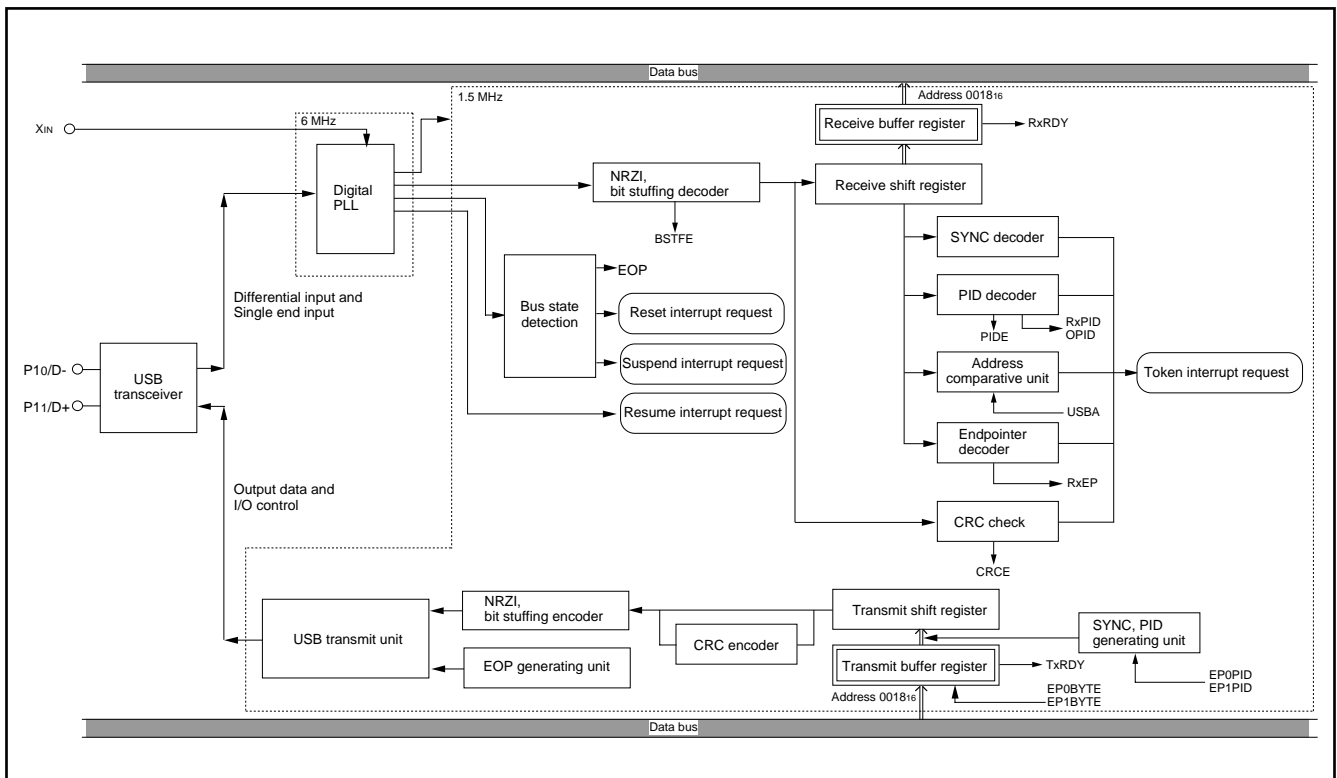 Data bus
1.5 MHz
Address 001816
6 MHz
XIN
Receive buffer register
RxRDY
Digital
PLL
NRZI,
bit stuffing decoder
Receive shift register
BSTFE
SYNC decoder
EOP
Bus state
detection
PID decoder
Differential input and
Single end input
Reset interrupt request
RxPID
OPID
PIDE
P10/D-
USB
transceiver
Suspend interrupt request
Address
comparative unit
Token interrupt request
P11/D+
Resume interrupt request
USBA
Endpointer
decoder
RxEP
Output data and
I/O control
CRC check
CRCE
NRZI,
bit stuffing encoder
Transmit shift register
SYNC, PID
generating unit
USB transmit unit
CRC encoder
EOP generating unit
Transmit buffer register
TxRDY
EP0PID
EP1PID
EP0BYTE
EP1BYTE
Address 001816
Data bus